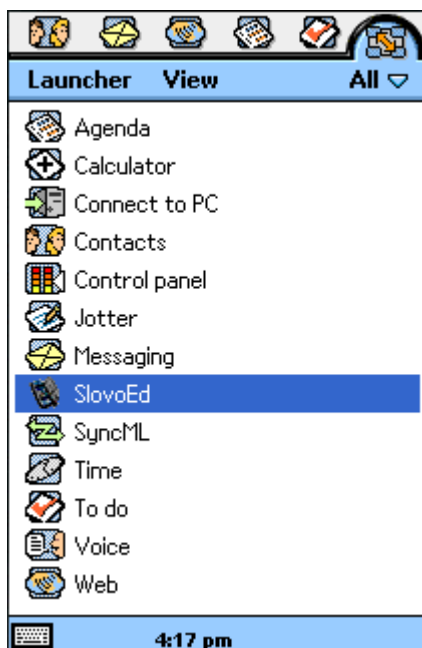 Launcher View All
Agenda
Calculator
Connect to PC
Contacts
Control panel
Jotter
Messaging
SlovoEd
SyncML
Time
To do
Voice
Web
4:17 pm